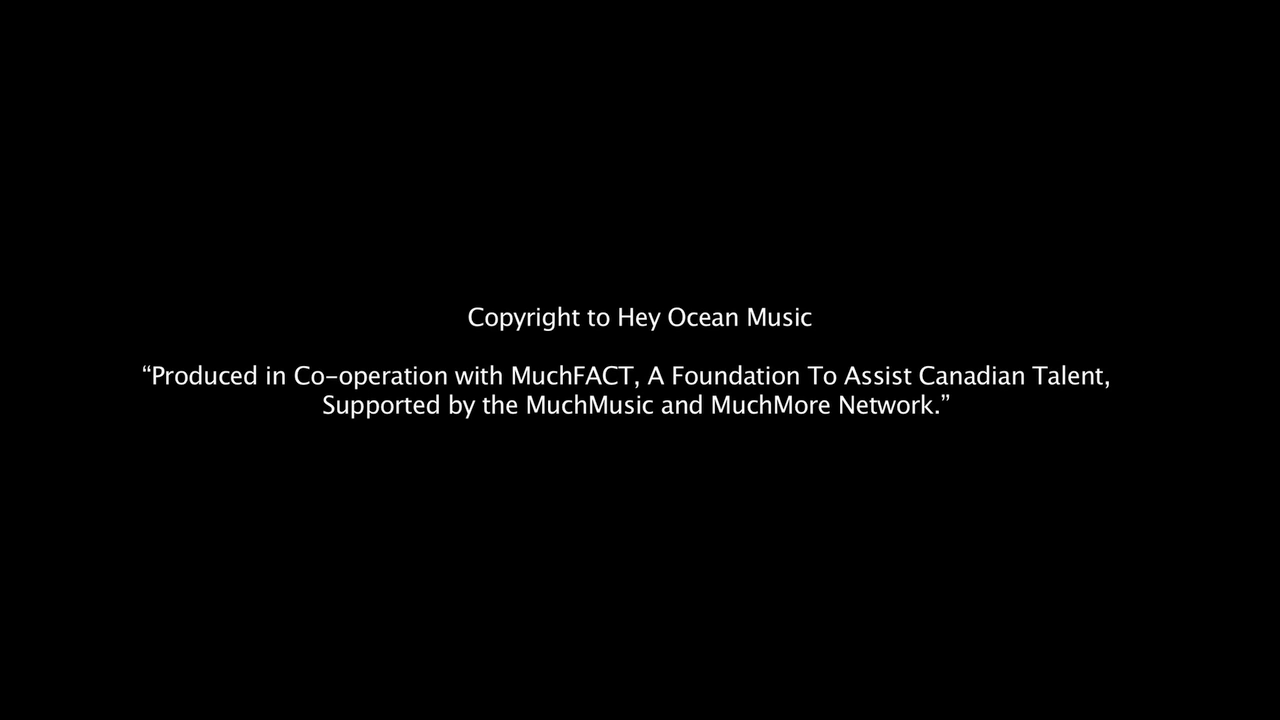 Copyright to Hey Ocean Music
“Produced in Co-operation with MuchFACT, A Foundation To Assist Canadian Talent,
Supported by the MuchMusic and MuchMore Network.”